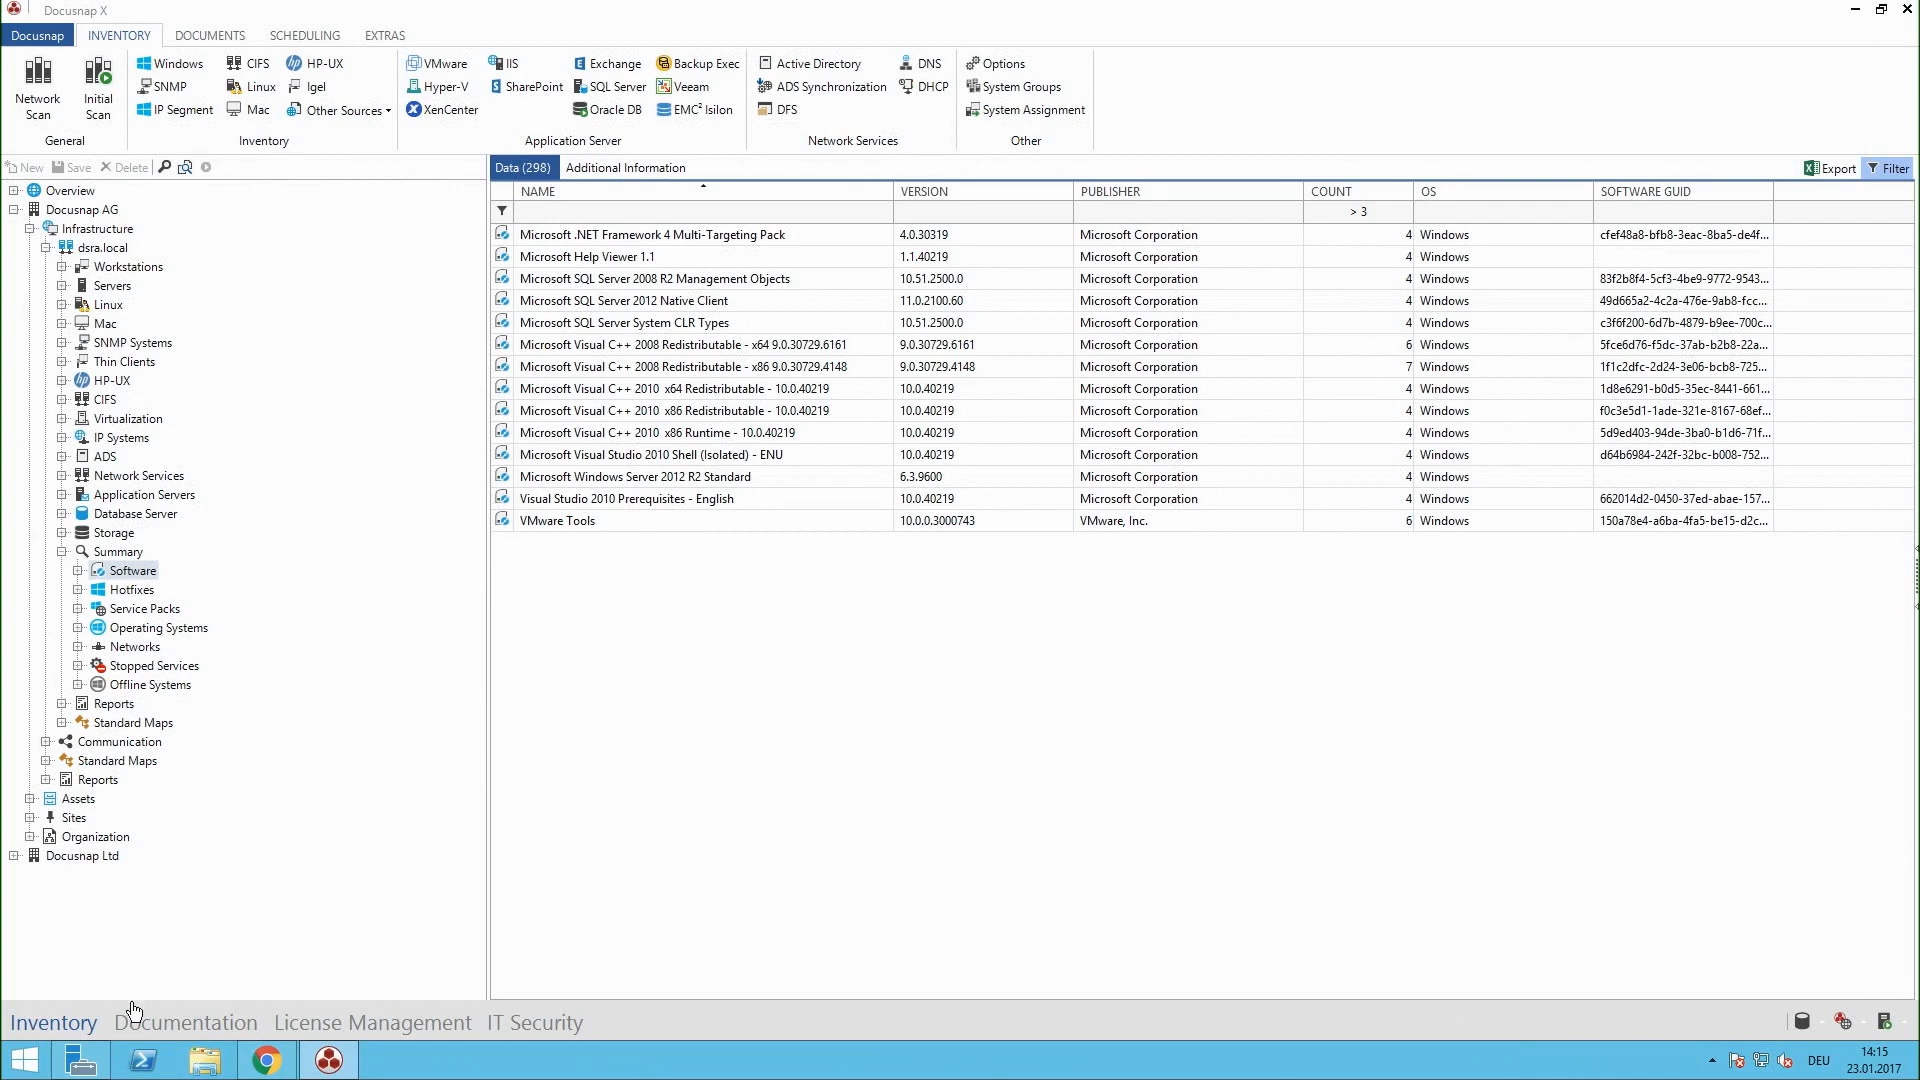 Docusnap X
Docusnap INVENTORY DOCUMENTS SCHEDULING EXTRAS
Windows CIFS HP-UX VMware IIS Exchange Backup Exec Active Directory DNS Options
SNMP Linux Igel Hyper-V SharePoint SQL Server Veeam ADS Synchronization DHCP System Groups
Network Scan Initial Scan
IP Segment Mac Other Sources XenCenter Oracle DB EMC² Isilon DFS System Assignment
General Inventory Application Server Network Services Other
New Save Delete
Data (298) Additional Information Export Filter
NAME VERSION PUBLISHER COUNT OS SOFTWARE GUID
> 3
Microsoft .NET Framework 4 Multi-Targeting Pack 4.0.30319 Microsoft Corporation 4 Windows cfef48a8-bfb8-3eac-8ba5-de4f...
Microsoft Help Viewer 1.1 1.1.40219 Microsoft Corporation 4 Windows
Microsoft SQL Server 2008 R2 Management Objects 10.51.2500.0 Microsoft Corporation 4 Windows 83f2b8f4-5cf3-4be9-9772-9543...
Microsoft SQL Server 2012 Native Client 11.0.2100.60 Microsoft Corporation 4 Windows 49d665a2-4c2a-476e-9ab8-fcc...
Microsoft SQL Server System CLR Types 10.51.2500.0 Microsoft Corporation 4 Windows c3f6f200-6d7b-4879-b9ee-700c...
Microsoft Visual C++ 2008 Redistributable - x64 9.0.30729.6161 9.0.30729.6161 Microsoft Corporation 6 Windows 5fce6d76-f5dc-37ab-b2b8-22a...
Microsoft Visual C++ 2008 Redistributable - x86 9.0.30729.4148 9.0.30729.4148 Microsoft Corporation 7 Windows 1f1c2dfc-2d24-3e06-bcb8-725...
Microsoft Visual C++ 2010 x64 Redistributable - 10.0.40219 10.0.40219 Microsoft Corporation 4 Windows 1d8e6291-b0d5-35ec-8441-661...
Microsoft Visual C++ 2010 x86 Redistributable - 10.0.40219 10.0.40219 Microsoft Corporation 4 Windows f0c3e5d1-1ade-321e-8167-68ef...
Microsoft Visual C++ 2010 x86 Runtime - 10.0.40219 10.0.40219 Microsoft Corporation 4 Windows 5d9ed403-94de-3ba0-b1d6-71f...
Microsoft Visual Studio 2010 Shell (Isolated) - ENU 10.0.40219 Microsoft Corporation 4 Windows d64b6984-242f-32bc-b008-752...
Microsoft Windows Server 2012 R2 Standard 6.3.9600 Microsoft Corporation 4 Windows
Visual Studio 2010 Prerequisites - English 10.0.40219 Microsoft Corporation 4 Windows 662014d2-0450-37ed-abae-157...
VMware Tools 10.0.0.3000743 VMware, Inc. 6 Windows 150a78e4-a6ba-4fa5-be15-d2c...
Overview
Docusnap AG
Infrastructure
dsra.local
Workstations
Servers
Linux
Mac
SNMP Systems
Thin Clients
HP-UX
CIFS
Virtualization
IP Systems
ADS
Network Services
Application Servers
Database Server
Storage
Summary
Software
Hotfixes
Service Packs
Operating Systems
Networks
Stopped Services
Offline Systems
Reports
Standard Maps
Communication
Standard Maps
Reports
Assets
Sites
Organization
Docusnap Ltd
Inventory Documentation License Management IT Security
DEU 14:15
23.01.2017